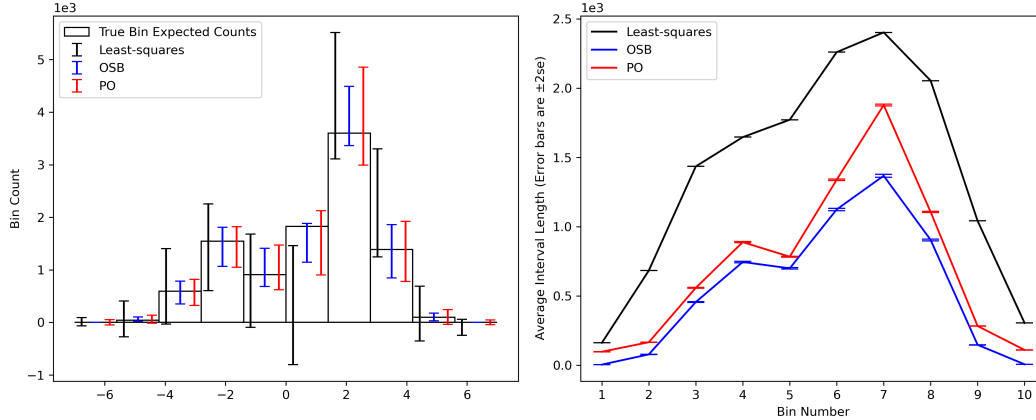 1e3
True Bin Expected Counts
Least-squares
OSB
PO
Bin Count
5
4
3
2
1
0
−1
−6
−4
−2
0
2
4
6
1e3
Least-squares
OSB
PO
Average Interval Length (Error bars are ±2se)
2.5
2.0
1.5
1.0
0.5
0.0
1
2
3
4
5
6
7
8
9
10
Bin Number